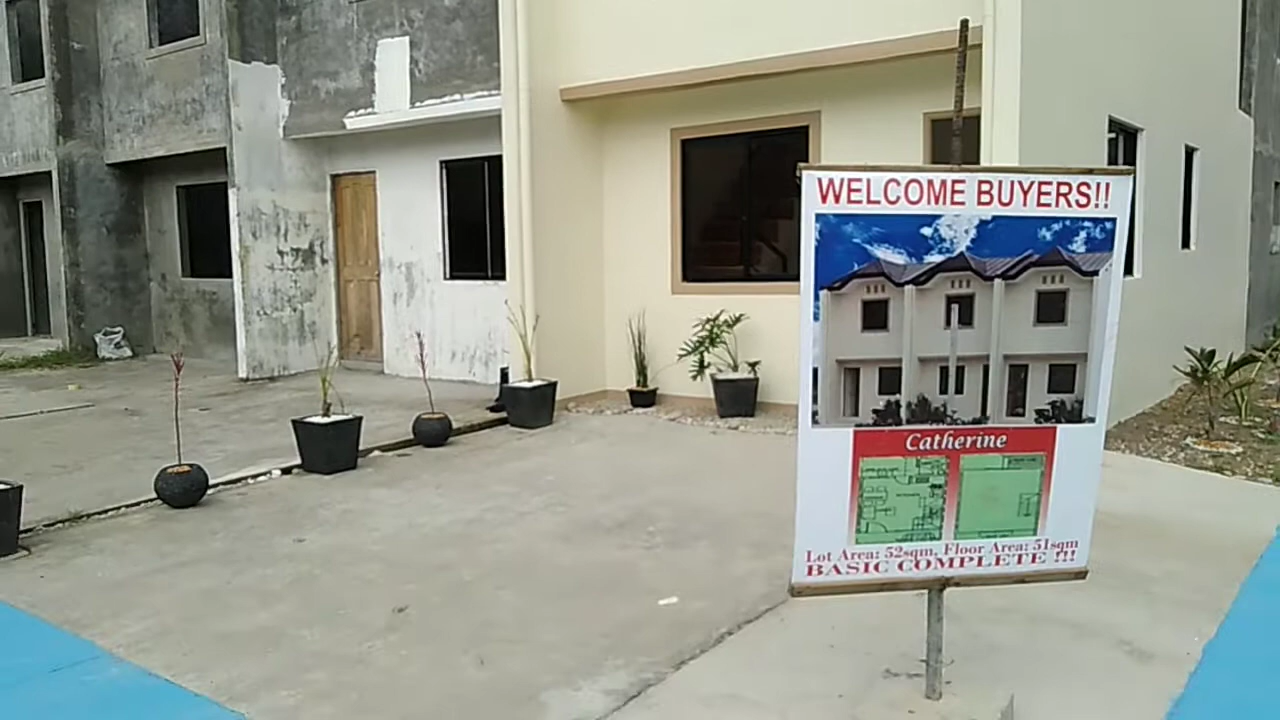 WELCOME BUYERS!!
Catherine
Lot Area: 52sqm, Floor Area: 51sqm
BASIC COMPLETE !!!